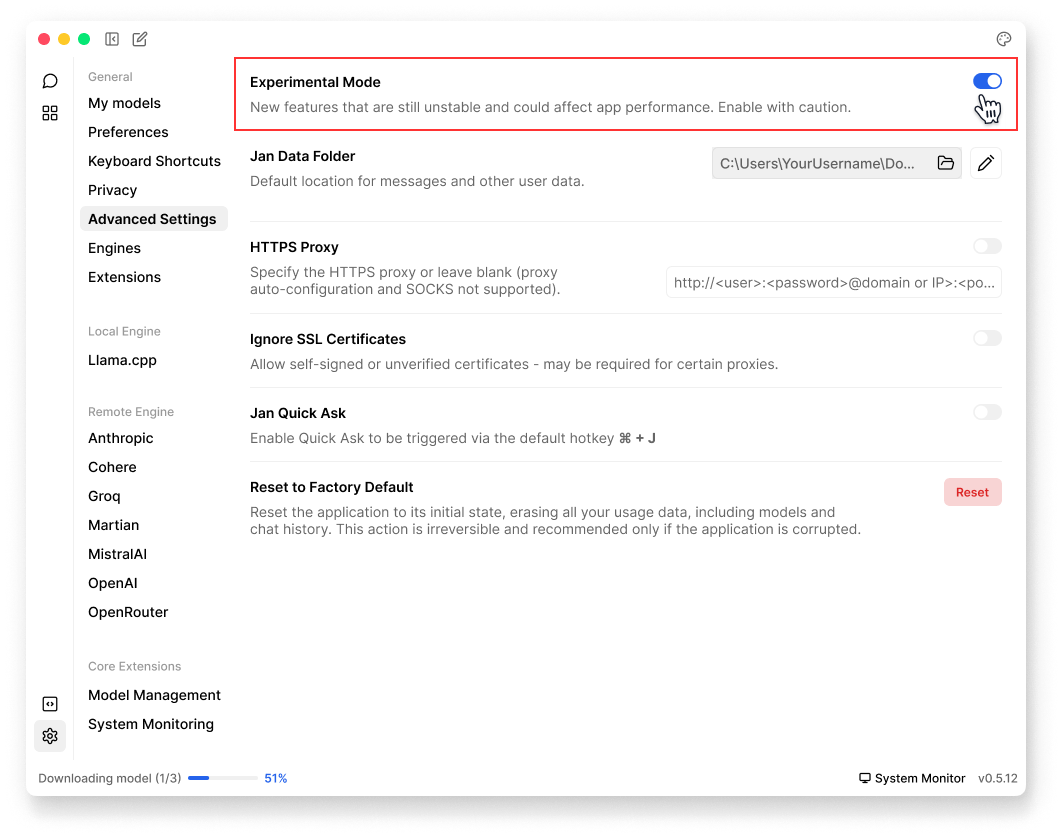 General
My models
Preferences
Keyboard Shortcuts
Privacy
Advanced Settings
Engines
Extensions
Local Engine
Llama.cpp
Remote Engine
Anthropic
Cohere
Groq
Martian
MistralAI
OpenAI
OpenRouter
Core Extensions
Model Management
System Monitoring
Experimental Mode
New features that are still unstable and could affect app performance. Enable with caution.
Jan Data Folder
Default location for messages and other user data.
C:\Users\YourUsername\Do...
HTTPS Proxy
Specify the HTTPS proxy or leave blank (proxy
auto-configuration and SOCKS not supported).
http://<user>:<password>@domain or IP>:<po...
Ignore SSL Certificates
Allow self-signed or unverified certificates - may be required for certain proxies.
Jan Quick Ask
Enable Quick Ask to be triggered via the default hotkey ⌘ + J
Reset to Factory Default
Reset the application to its initial state, erasing all your usage data, including models and
chat history. This action is irreversible and recommended only if the application is corrupted.
Reset
Downloading model (1/3) 51%
System Monitor v0.5.12